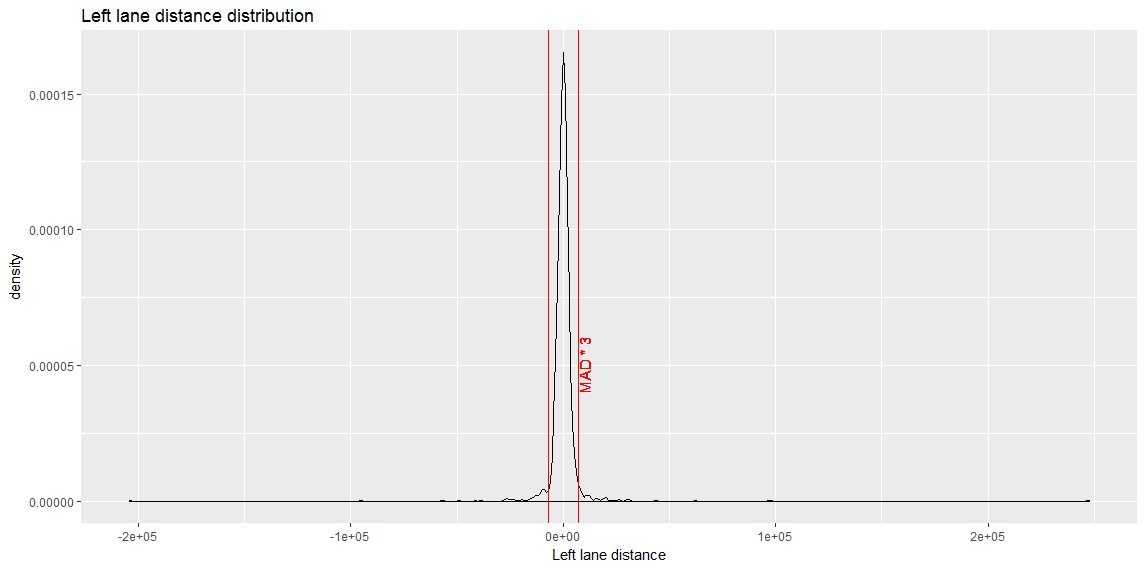 Left lane distance distribution
0.00015
0.00010
density
0.00005
MAD * 3
0.00000
-2e+05 -1e+05 0e+00 1e+05 2e+05
Left lane distance